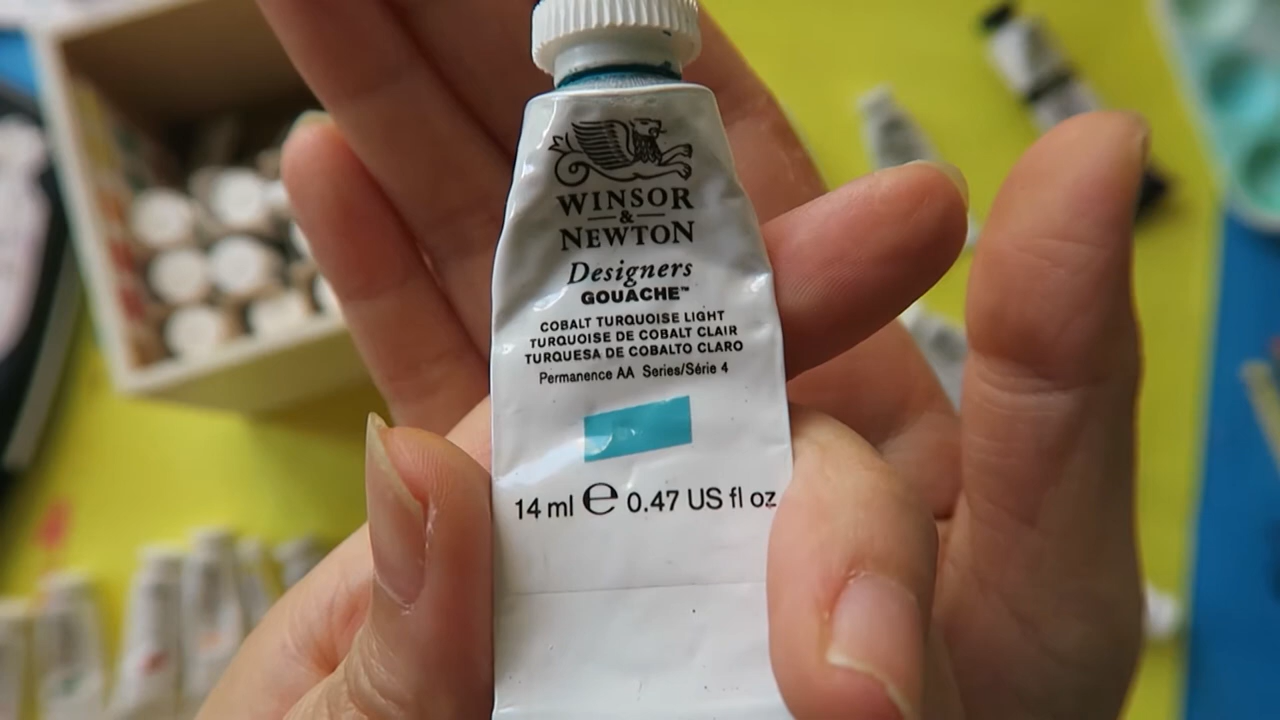 WINSOR
&
NEWTON
Designers
GOUACHE™
COBALT TURQUOISE LIGHT
TURQUOISE DE COBALT CLAIR
TURQUESA DE COBALTO CLARO
Permanence AA Series/Série 4
14 ml ℮ 0.47 US fl oz